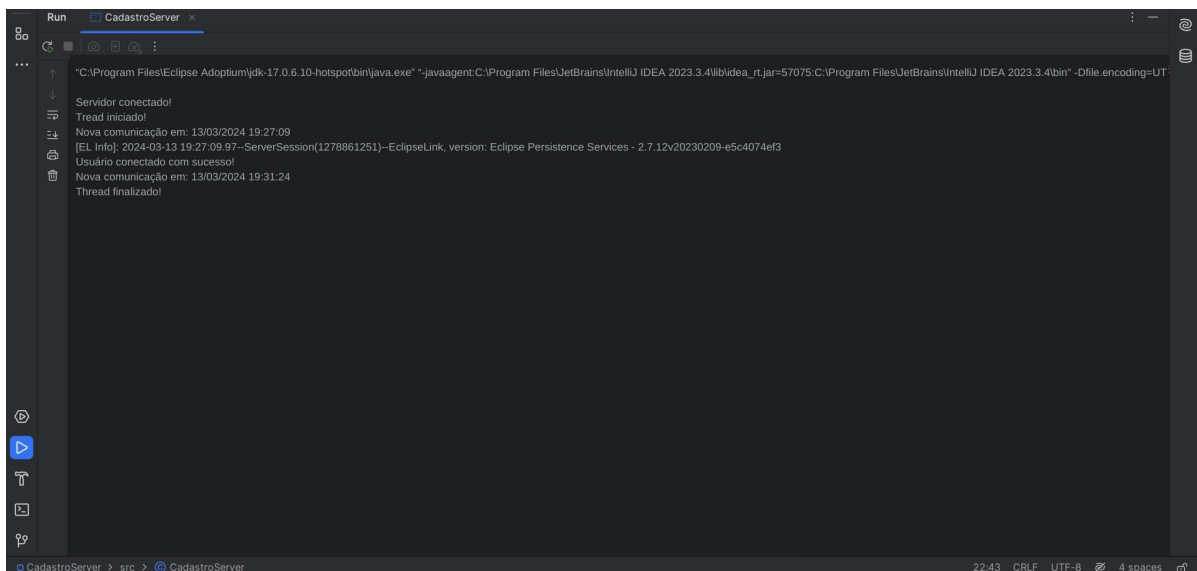 Run CadastroServer
"C:\Program Files\Eclipse Adoptium\jdk-17.0.6.10-hotspot\bin\java.exe" "-javaagent:C:\Program Files\JetBrains\IntelliJ IDEA 2023.3.4\lib\idea_rt.jar=57075:C:\Program Files\JetBrains\IntelliJ IDEA 2023.3.4\bin" -Dfile.encoding=UT
Servidor conectado!
Tread iniciado!
Nova comunicação em: 13/03/2024 19:27:09
[EL Info]: 2024-03-13 19:27:09.97--ServerSession(1278861251)--EclipseLink, version: Eclipse Persistence Services - 2.7.12v20230209-e5c4074ef3
Usuário conectado com sucesso!
Nova comunicação em: 13/03/2024 19:31:24
Thread finalizado!
CadastroServer > src > CadastroServer 22:43 CRLF UTF-8 4 spaces